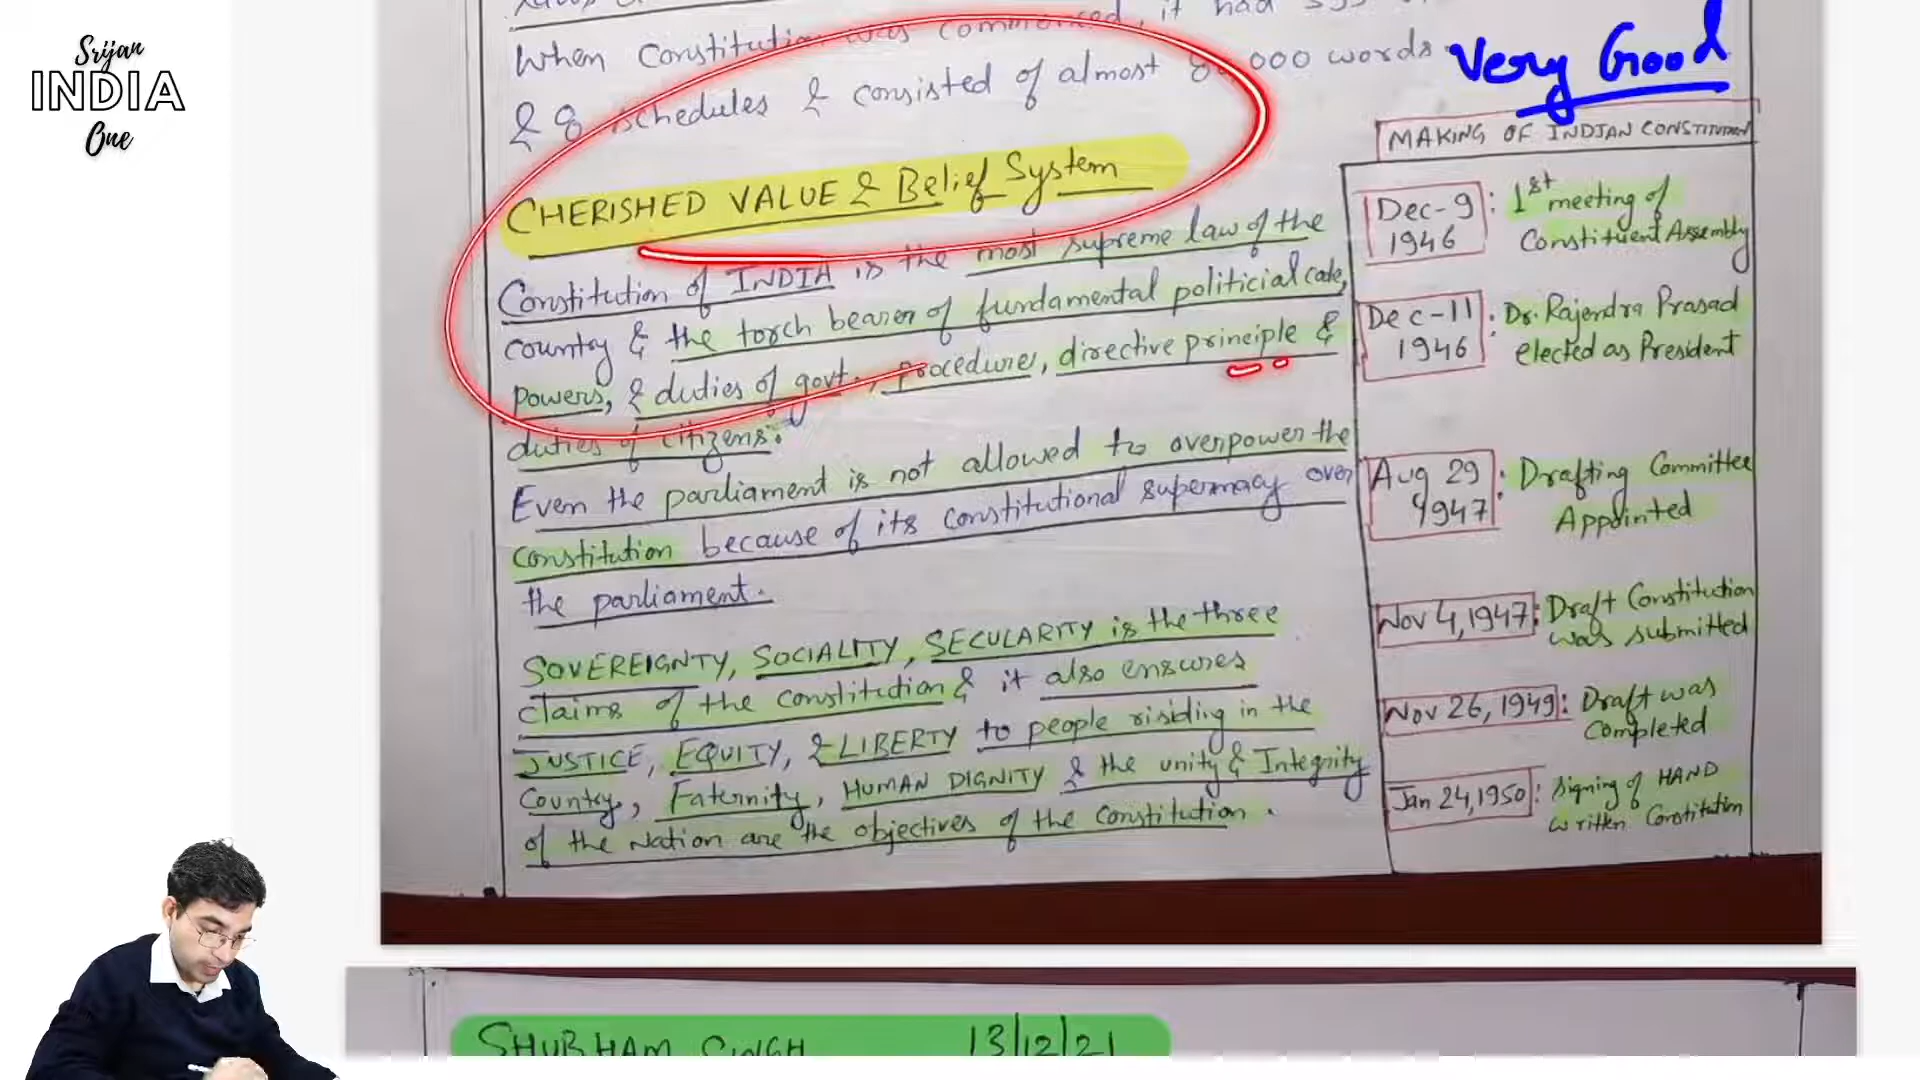 Srijan
INDIA
One
When Constitution was commenced, it had
& 8 schedules & consisted of almost 80,000 words
Very Good
CHERISHED VALUE & Belief System
Constitution of INDIA is the most supreme law of the
country & the torch bearer of fundamental politicial code,
powers, & duties of govt., procedure, directive principle &
duties of citizens.
Even the parliament is not allowed to overpower the
constitution because of its constitutional supermacy over
the parliament.
SOVEREIGNTY, SOCIALITY, SECULARITY is the three
claims of the constitution & it also ensures
JUSTICE, EQUITY, & LIBERTY to people risiding in the
Country, Faternity, HUMAN DIGNITY & the unity & Integrity
of the Nation are the objectives of the constitution.
MAKING OF INDIAN CONSTITUTION
Dec-9 1946 : 1st meeting of
Constituent Assembly
Dec-11 1946 : Dr. Rajendra Prasad
elected as President
Aug 29 1947 : Drafting Committee
Appointed
Nov 4, 1947 : Draft Constitution
was submitted
Nov 26, 1949 : Draft was
Completed
Jan 24, 1950 : Signing of HAND
written Constitution
SHUBHAM SINGH 13/12/21